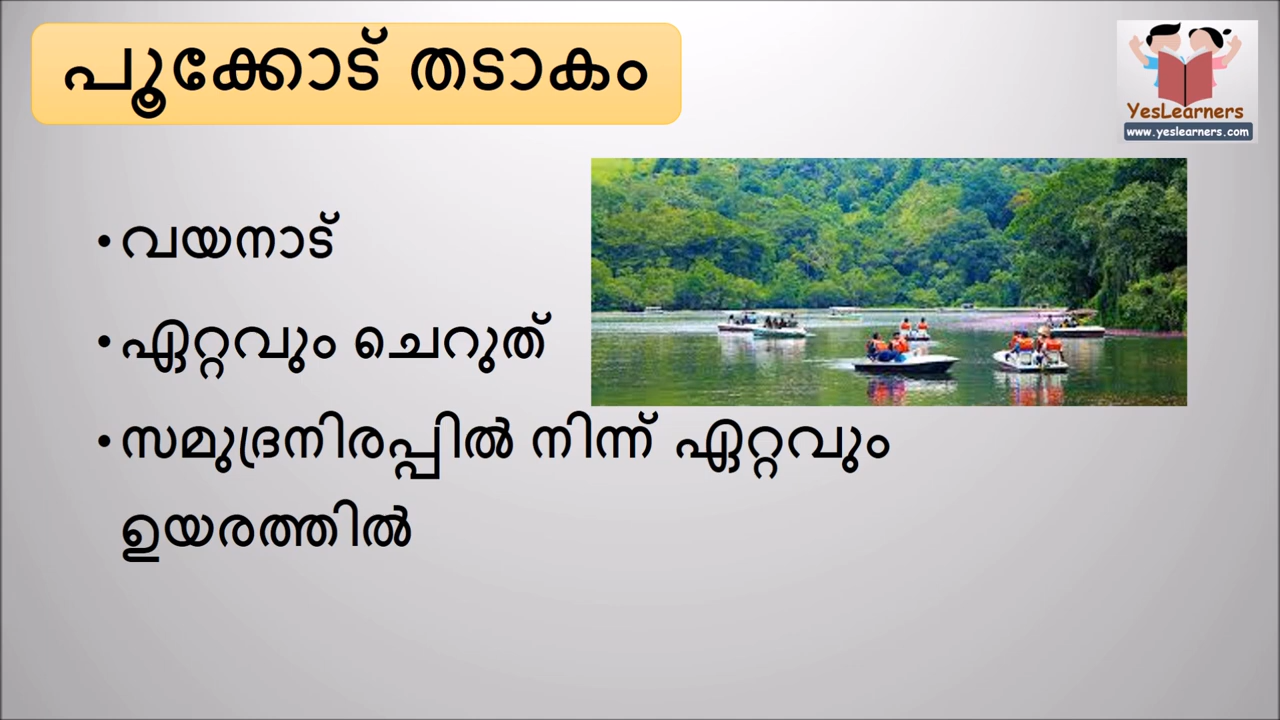 പൂക്കോട് തടാകം
YesLearners
www.yeslearners.com
•വയനാട്
•ഏറ്റവും ചെറുത്
•സമുദ്രനിരപ്പിൽ നിന്ന് ഏറ്റവും
ഉയരത്തിൽ